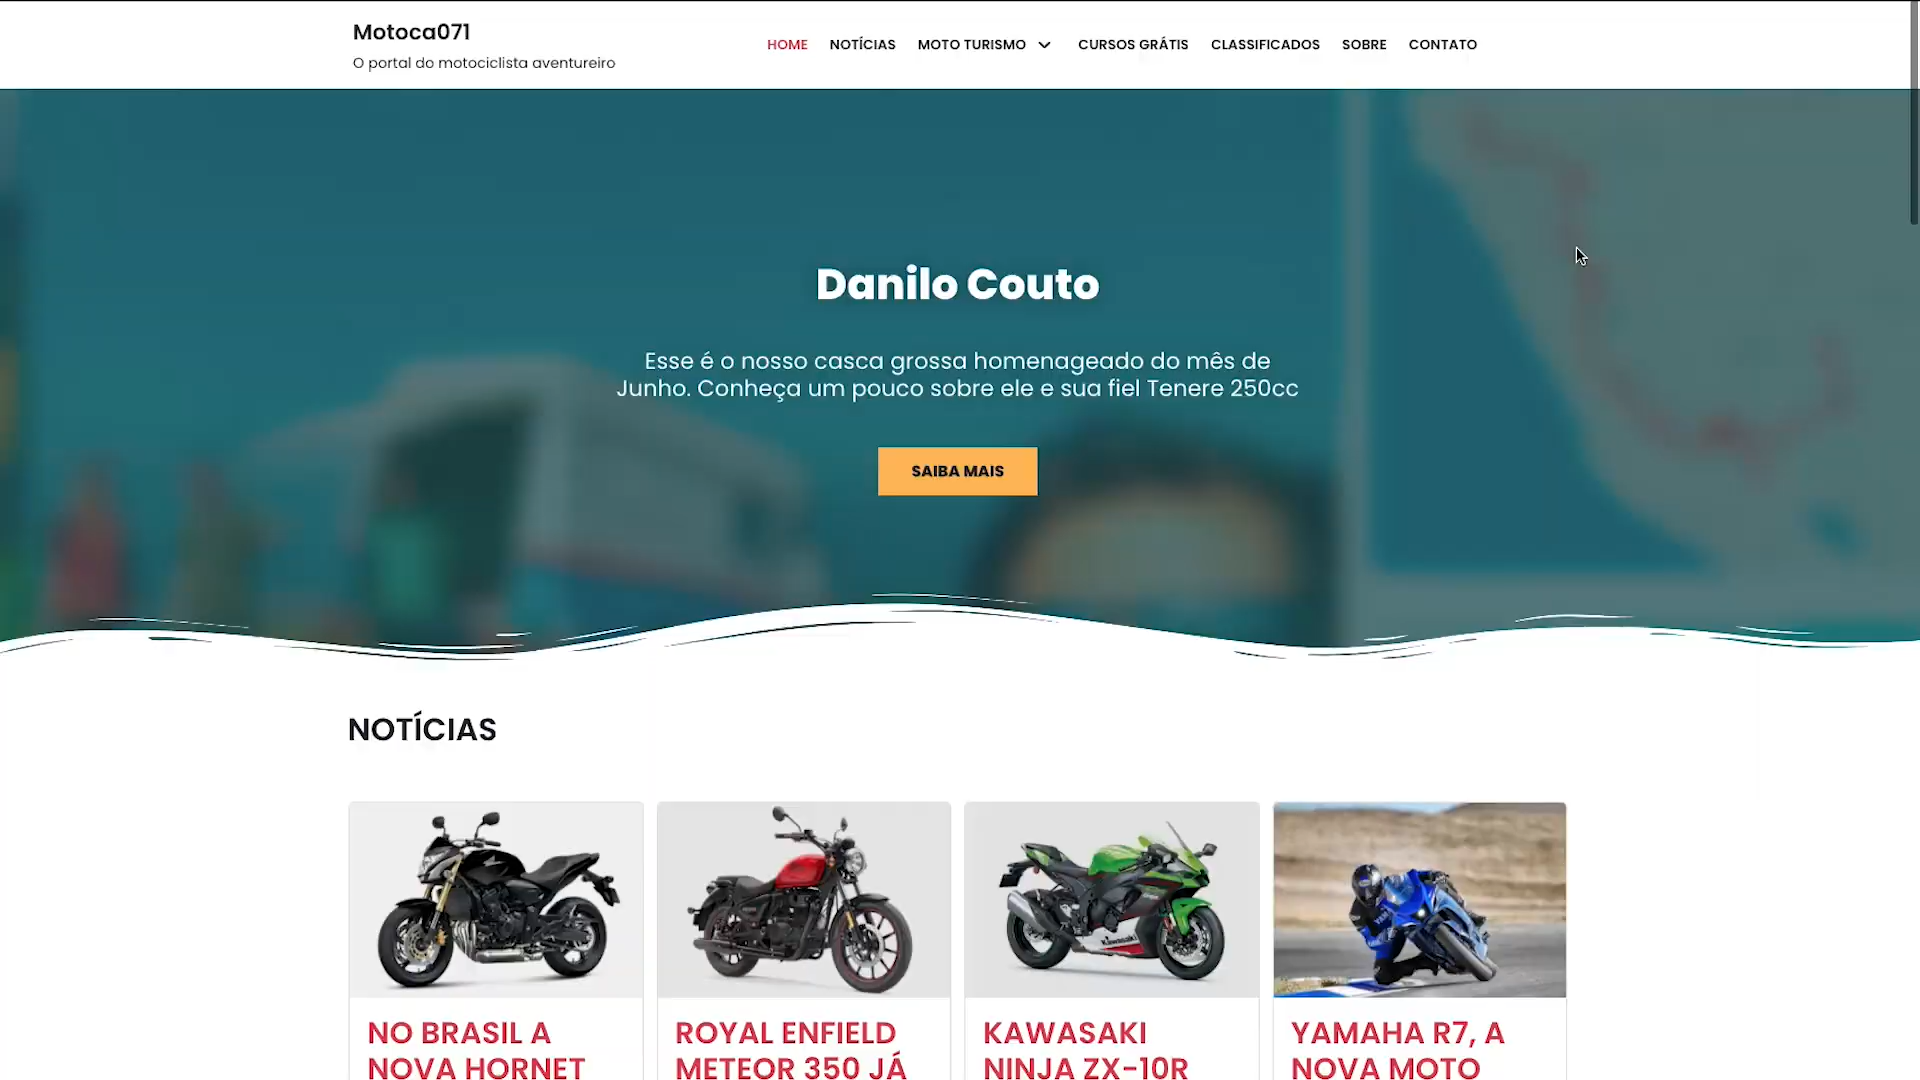 Motoca071
O portal do motociclista aventureiro
HOME NOTÍCIAS MOTO TURISMO CURSOS GRÁTIS CLASSIFICADOS SOBRE CONTATO
Danilo Couto
Esse é o nosso casca grossa homenageado do mês de
Junho. Conheça um pouco sobre ele e sua fiel Tenere 250cc
SAIBA MAIS
NOTÍCIAS
NO BRASIL A
NOVA HORNET
ROYAL ENFIELD
METEOR 350 JÁ
KAWASAKI
NINJA ZX-10R
YAMAHA R7, A
NOVA MOTO